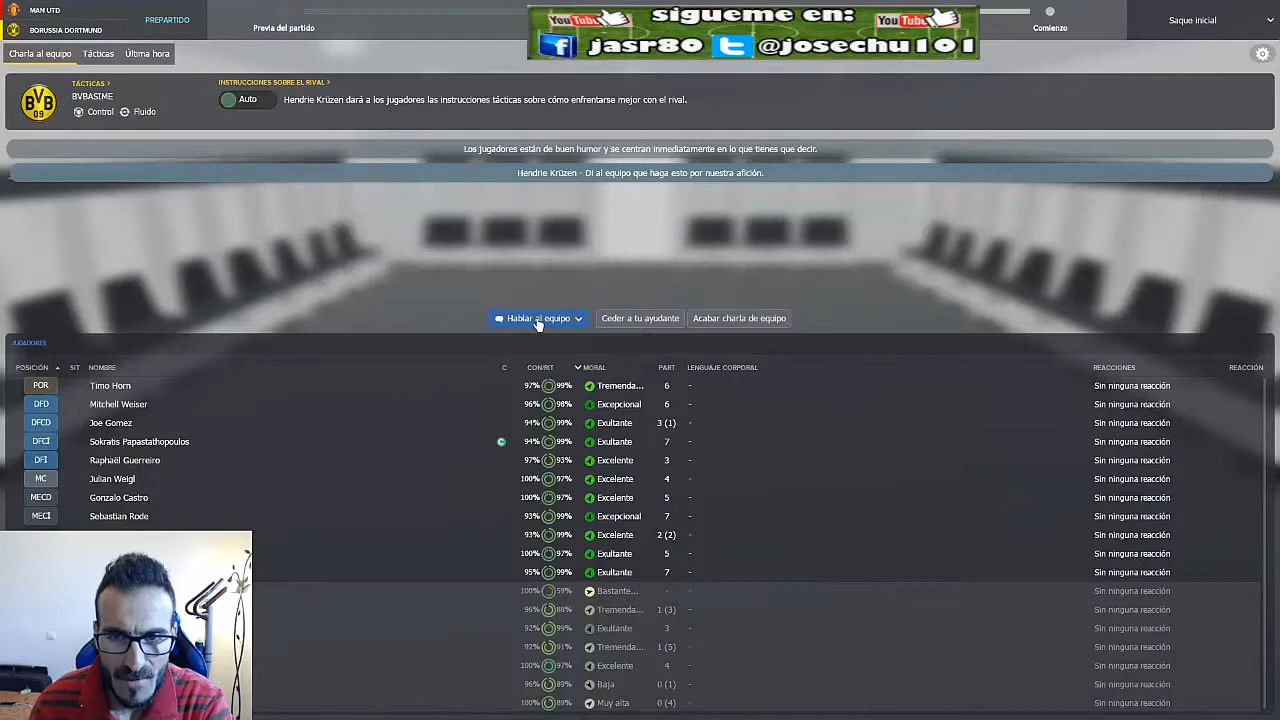 MAN UTD
BORUSSIA DORTMUND
PREPARTIDO
Previa del partido
Comienzo
Saque inicial
sigueme en:
YouTube
YouTube
jasr80
@josechu101
Charla al equipo
Tácticas
Última hora
TÁCTICAS >
BVBASIME
Control
Fluido
BVB
09
INSTRUCCIONES SOBRE EL RIVAL >
Auto
Hendrie Krüzen dará a los jugadores las instrucciones tácticas sobre cómo enfrentarse mejor con el rival.
Los jugadores están de buen humor y se centran inmediatamente en lo que tienes que decir.
Hendrie Krüzen - Di al equipo que haga esto por nuestra afición.
Hablar al equipo
Ceder a tu ayudante
Acabar charla de equipo
JUGADORES
POSICIÓN SIT NOMBRE C CON/RIT MORAL PART LENGUAJE CORPORAL REACCIONES REACCIÓN
POR Timo Horn 97% 99% Tremenda... 6 - Sin ninguna reacción
DFD Mitchell Weiser 96% 98% Excepcional 6 - Sin ninguna reacción
DFCD Joe Gomez 94% 99% Exultante 3 (1) - Sin ninguna reacción
DFCI Sokratis Papastathopoulos C 94% 99% Exultante 7 - Sin ninguna reacción
DFI Raphaël Guerreiro 97% 93% Excelente 3 - Sin ninguna reacción
MC Julian Weigl 100% 97% Excelente 4 - Sin ninguna reacción
MECD Gonzalo Castro 100% 97% Excelente 5 - Sin ninguna reacción
MECI Sebastian Rode 93% 99% Excepcional 7 - Sin ninguna reacción
93% 99% Excelente 2 (2) - Sin ninguna reacción
100% 97% Exultante 5 - Sin ninguna reacción
95% 99% Exultante 7 - Sin ninguna reacción
100% 59% Bastante... - - Sin ninguna reacción
96% 88% Tremenda... 1 (3) - Sin ninguna reacción
92% 99% Exultante 3 - Sin ninguna reacción
92% 91% Tremenda... 1 (5) - Sin ninguna reacción
100% 97% Excelente 4 - Sin ninguna reacción
96% 89% Baja 0 (1) - Sin ninguna reacción
100% 89% Muy alta 0 (4) - Sin ninguna reacción